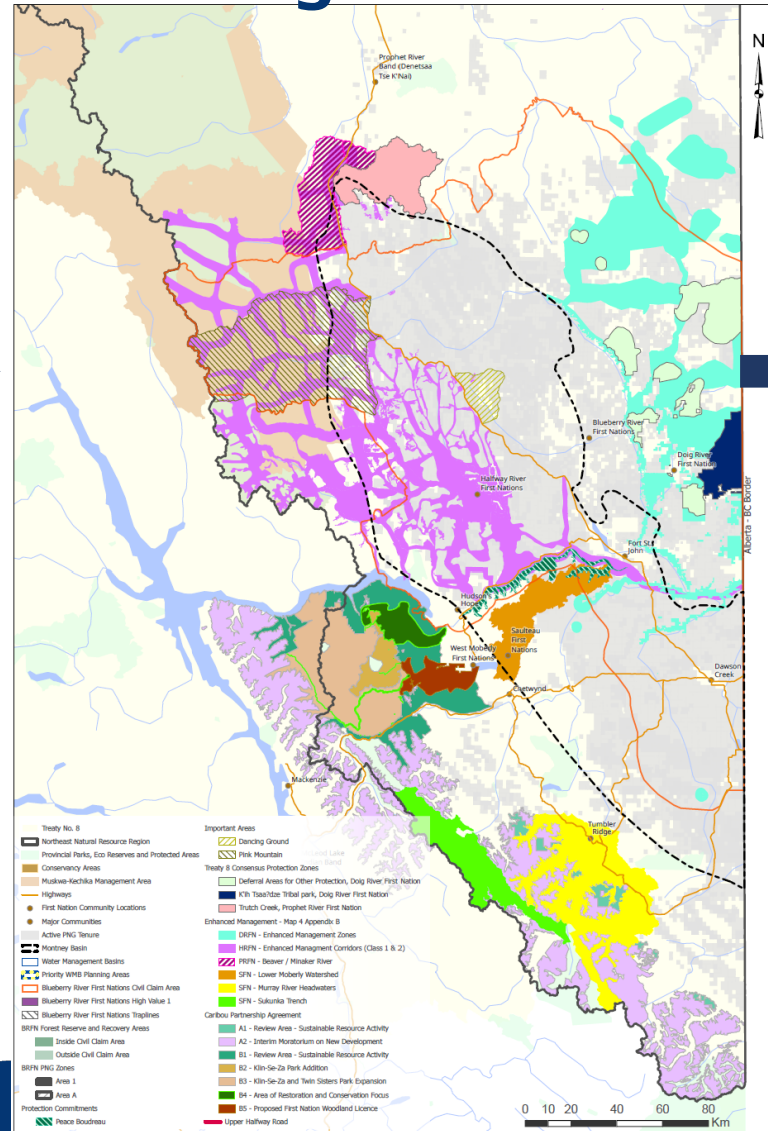 N
Prophet River
Band (Denetsaa
Tse K'Nai)
Blueberry River
First Nations
Doig River
First Nation
Halfway River
First Nations
Alberta - BC Border
Fort St.
John
Hudson
Hope
Saulteau
First
Nations
West Moberly
First Nations
Chetwynd
Dawson
Creek
Mackenzie
Tumbler
Ridge
Treaty No. 8
Northeast Natural Resource Region
Provincial Parks, Eco Reserves and Protected Areas
Conservancy Areas
Muskwa-Kechika Management Area
Highways
First Nation Community Locations
Major Communities
Active PNG Tenure
Montney Basin
Water Management Basins
Priority WMB Planning Areas
Blueberry River First Nations Civil Claim Area
Blueberry River First Nations High Value 1
Blueberry River First Nations Traplines
BRFN Forest Reserve and Recovery Areas
Inside Civil Claim Area
Outside Civil Claim Area
BRFN PNG Zones
Area 1
Area A
Protection Commitments
Peace Boudreau
Important Areas
Dancing Ground
Pink Mountain
Treaty 8 Consensus Protection Zones
Deferral Areas for Other Protection, Doig River First Nation
K'ih Tsaa?dze Tribal park, Doig River First Nation
Trutch Creek, Prophet River First Nation
Enhanced Management - Map 4 Appendix B
DRFN - Enhanced Management Zones
HRFN - Enhanced Managment Corridors (Class 1 & 2)
PRFN - Beaver / Minaker River
SFN - Lower Moberly Watershed
SFN - Murray River Headwaters
SFN - Sukunka Trench
Caribou Partnership Agreement
A1 - Review Area - Sustainable Resource Activity
A2 - Interim Moratorium on New Development
B1 - Review Area - Sustainable Resource Activity
B2 - Klin-Se-Za Park Addition
B3 - Klin-Se-Za and Twin Sisters Park Expansion
B4 - Area of Restoration and Conservation Focus
B5 - Proposed First Nation Woodland Licence
Upper Halfway Road
0 10 20 40 60 80
Km